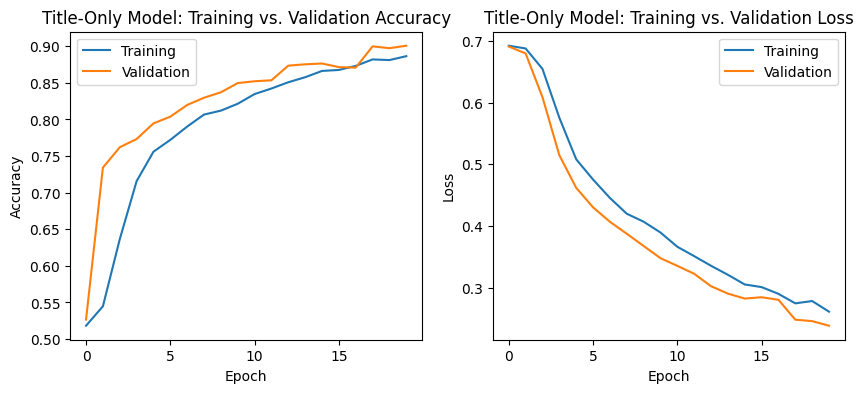 Title-Only Model: Training vs. Validation Accuracy
Training
Validation
0.90
0.85
0.80
0.75
0.70
0.65
0.60
0.55
0.50
Accuracy
0
5
10
15
Epoch
Title-Only Model: Training vs. Validation Loss
Training
Validation
0.7
0.6
0.5
0.4
0.3
Loss
0
5
10
15
Epoch